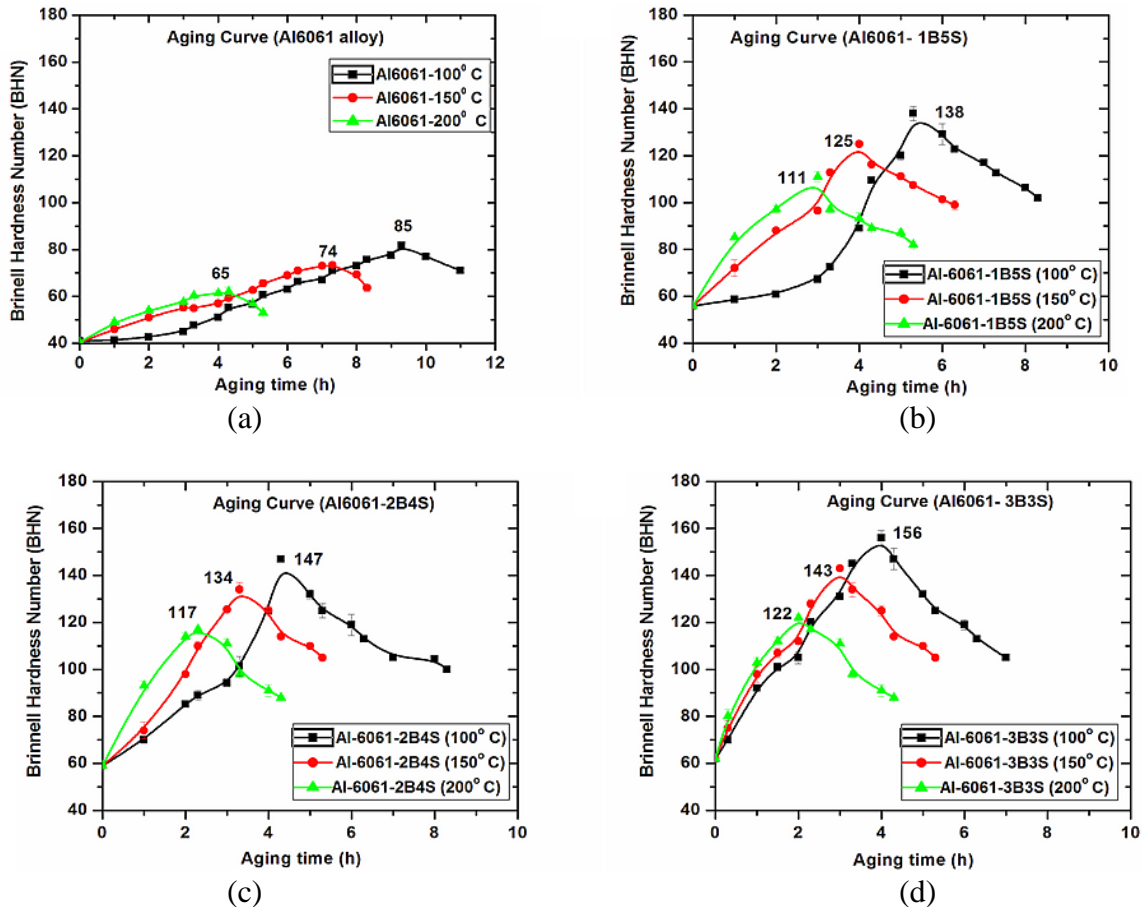 Aging Curve (Al6061 alloy)
Al6061-100⁰ C
Al6061-150⁰ C
Al6061-200⁰ C
65
74
85
Brinell Hardness Number (BHN)
180
160
140
120
100
80
60
40
0 2 4 6 8 10 12
Aging time (h)
(a)
Aging Curve (Al6061- 1B5S)
111
125
138
Al-6061-1B5S (100° C)
Al-6061-1B5S (150° C)
Al-6061-1B5S (200° C)
Brinell Hardness Number (BHN)
180
160
140
120
100
80
60
40
0 2 4 6 8 10
Aging time (h)
(b)
Aging Curve (Al6061-2B4S)
117
134
147
Al-6061-2B4S (100° C)
Al-6061-2B4S (150° C)
Al-6061-2B4S (200° C)
Brinnell Hardness Number (BHN)
180
160
140
120
100
80
60
40
0 2 4 6 8 10
Aging time (h)
(c)
Aging Curve (Al6061- 3B3S)
122
143
156
Al-6061-3B3S (100° C)
Al-6061-3B3S (150° C)
Al-6061-3B3S (200° C)
Brinnell Hardness Number (BHN)
180
160
140
120
100
80
60
40
0 2 4 6 8 10
Aging time (h)
(d)